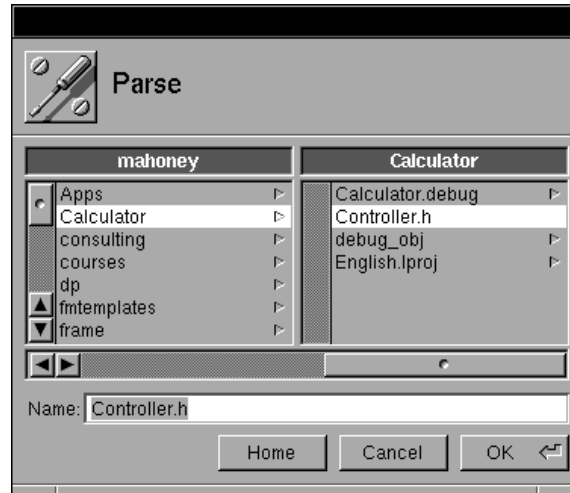 Parse
mahoney
Calculator
Apps
Calculator.debug
Calculator
Controller.h
consulting
debug_obj
courses
English.lproj
dp
fmtemplates
frame
Name: Controller.h
Home
Cancel
OK